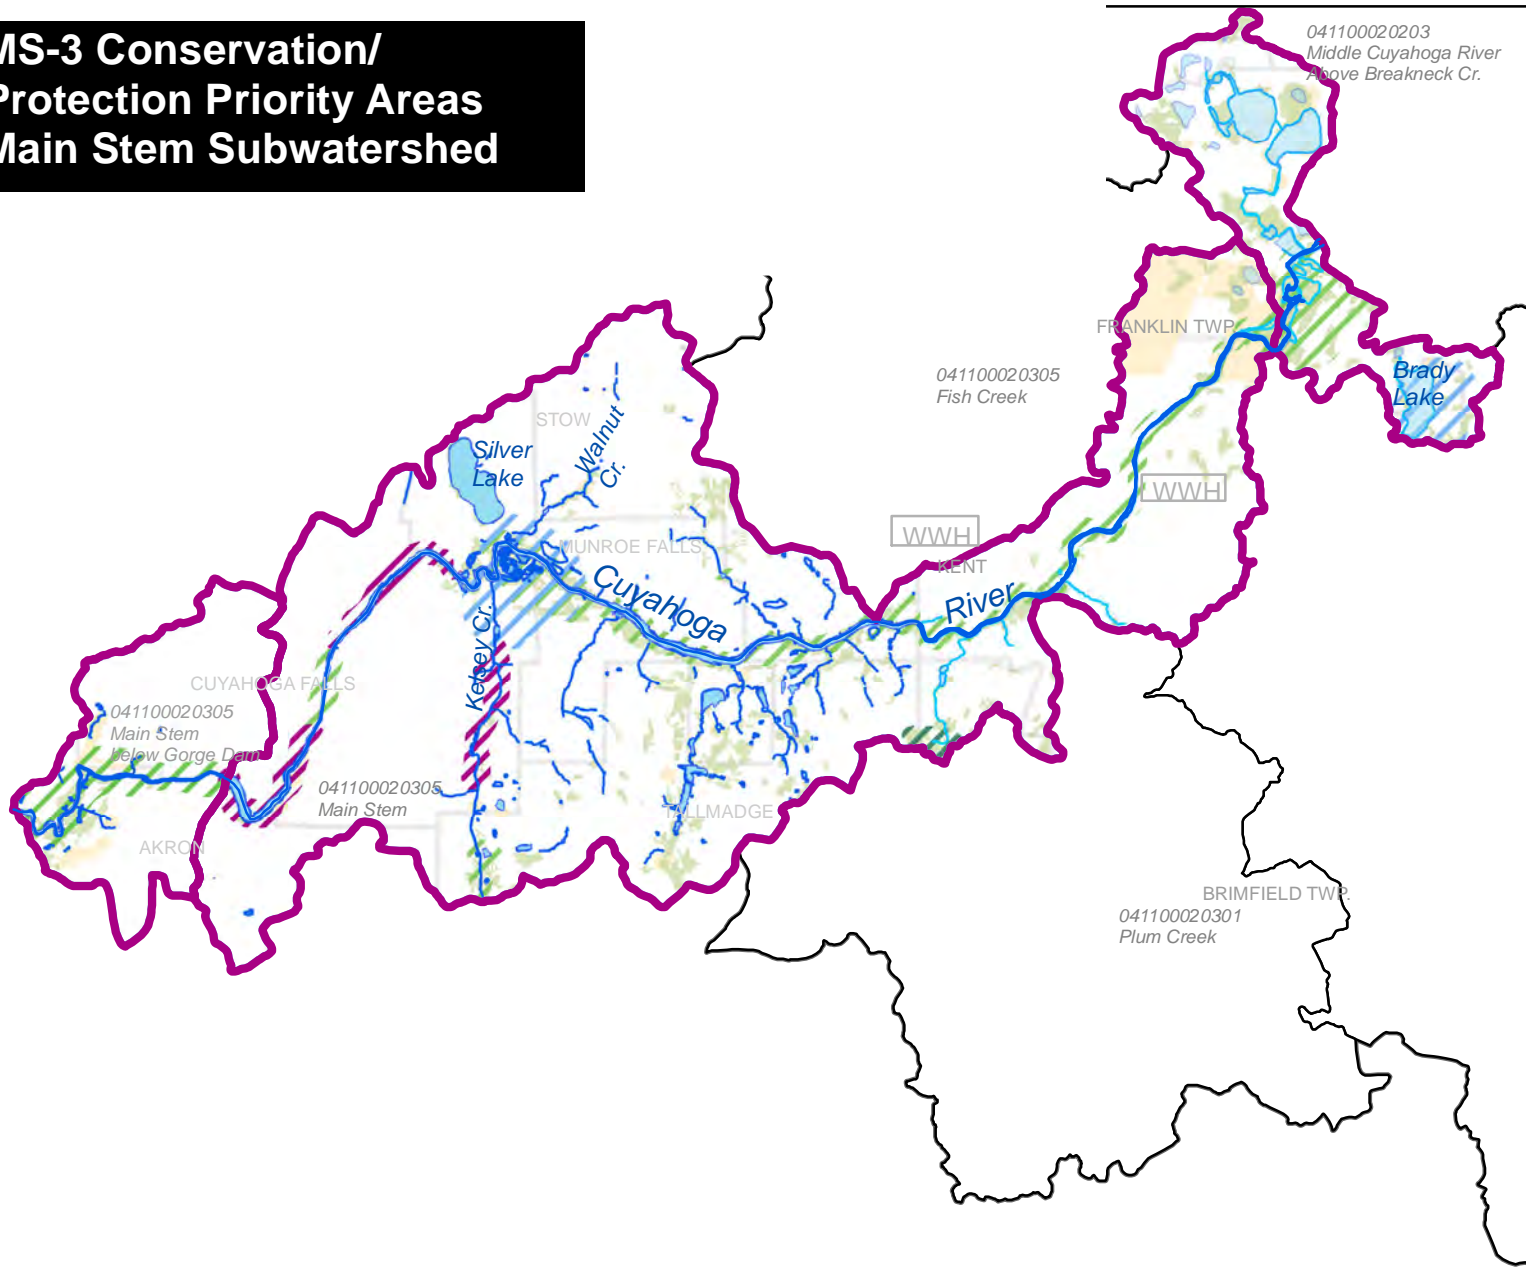 MS-3 Conservation/
Protection Priority Areas
Main Stem Subwatershed
041100020203
Middle Cuyahoga River
Above Breakneck Cr.
FRANKLIN TWP.
041100020305
Fish Creek
Brady
Lake
STOW
Walnut
Cr.
Silver
Lake
WWH
WWH
MUNROE FALLS
KENT
Cuyahoga
River
Kelsey Cr.
CUYAHOGA FALLS
041100020305
Main Stem
below Gorge Dam
041100020305
Main Stem
TALLMADGE
AKRON
BRIMFIELD TWP.
041100020301
Plum Creek